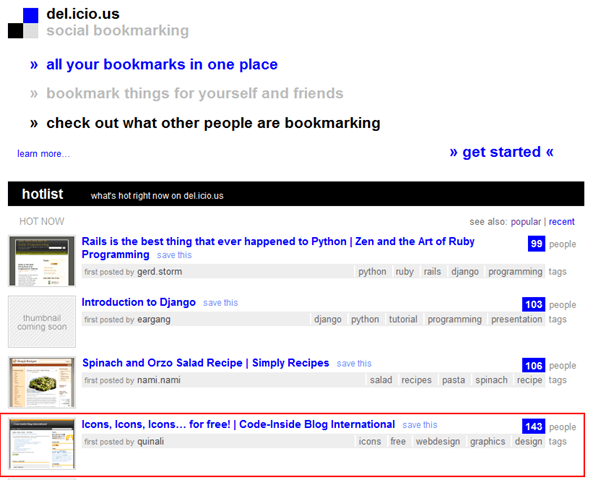 del.icio.us
social bookmarking
» all your bookmarks in one place
» bookmark things for yourself and friends
» check out what other people are bookmarking
learn more...
» get started «
hotlist what's hot right now on del.icio.us
HOT NOW see also: popular | recent
Rails is the best thing that ever happened to Python | Zen and the Art of Ruby
Programming save this
99 people
first posted by gerd.storm python ruby rails django programming tags
thumbnail
coming soon
Introduction to Django save this 103 people
first posted by eargang django python tutorial programming presentation tags
Spinach and Orzo Salad Recipe | Simply Recipes save this 106 people
first posted by nami.nami salad recipes pasta spinach recipe tags
Icons, Icons, Icons… for free! | Code-Inside Blog International save this 143 people
first posted by quinali icons free webdesign graphics design tags